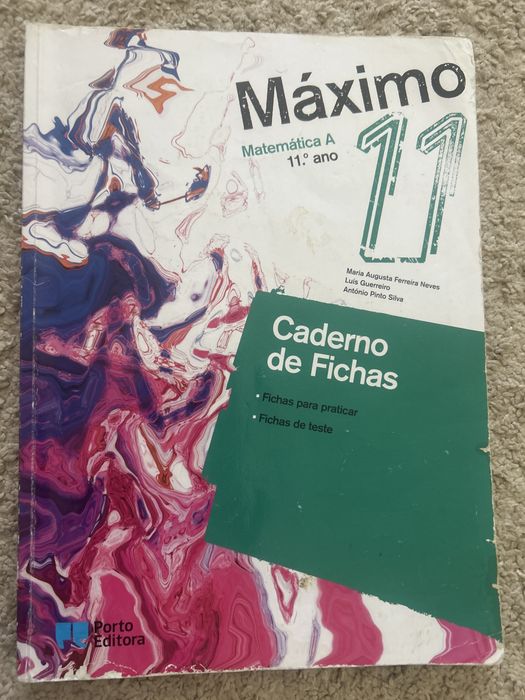 Máximo
Matemática A
11.º ano
11
Maria Augusta Ferreira Neves
Luís Guerreiro
António Pinto Silva
Caderno
de Fichas
• Fichas para praticar
• Fichas de teste
Porto
Editora